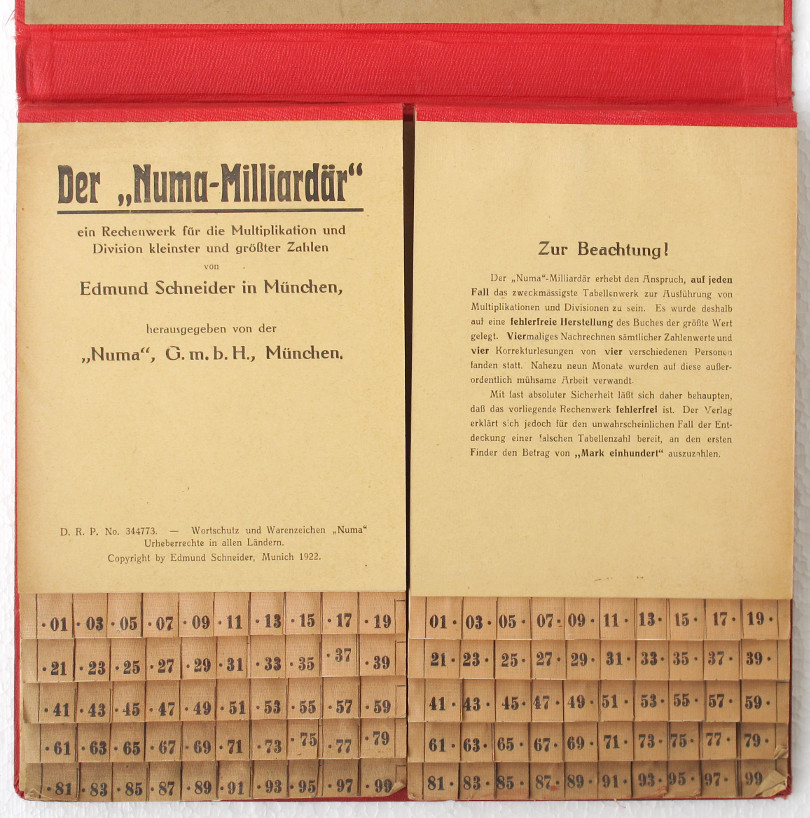 Der „Numa-Milliardär“
ein Rechenwerk für die Multiplikation und
Division kleinster und größter Zahlen
von
Edmund Schneider in München,
herausgegeben von der
„Numa“, G. m. b. H., München.
D. R. P. No. 344773. — Wortschutz und Warenzeichen „Numa“
Urheberrechte in allen Ländern.
Copyright by Edmund Schneider, Munich 1922.
·01 ·03 ·05 ·07 ·09 ·11 ·13 ·15 ·17 ·19
·21 ·23 ·25 ·27 ·29 ·31 ·33 ·35 ·37 ·39
·41 ·43 ·45 ·47 ·49 ·51 ·53 ·55 ·57 ·59
·61 ·63 ·65 ·67 ·69 ·71 ·73 ·75 ·77 ·79
·81 ·83 ·85 ·87 ·89 ·91 ·93 ·95 ·97 ·99
Zur Beachtung!
Der „Numa“-Milliardär erhebt den Anspruch, auf jeden
Fall das zweckmässigste Tabellenwerk zur Ausführung von
Multiplikationen und Divisionen zu sein. Es wurde deshalb
auf eine fehlerfreie Herstellung des Buches der größte Wert
gelegt. Viermaliges Nachrechnen sämtlicher Zahlenwerte und
vier Korrekturlesungen von vier verschiedenen Personen
fanden statt. Nahezu neun Monate wurden auf diese außer-
ordentlich mühsame Arbeit verwandt.
Mit fast absoluter Sicherheit läßt sich daher behaupten,
daß das vorliegende Rechenwerk fehlerfrei ist. Der Verlag
erklärt sich jedoch für den unwahrscheinlichen Fall der Ent-
deckung einer falschen Tabellenzahl bereit, an den ersten
Finder den Betrag von „Mark einhundert“ auszuzahlen.
01· 03· 05· 07· 09· 11· 13· 15· 17· 19·
21· 23· 25· 27· 29· 31· 33· 35· 37· 39·
41· 43· 45· 47· 49· 51· 53· 55· 57· 59·
61· 63· 65· 67· 69· 71· 73· 75· 77· 79·
81· 83· 85· 87· 89· 91· 93· 95· 97· 99·